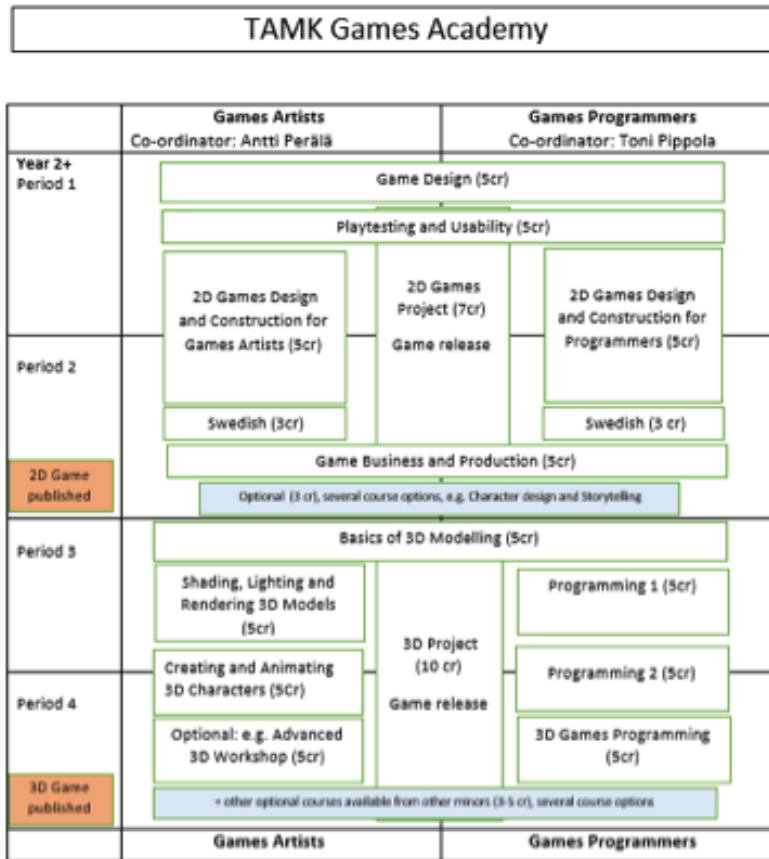 TAMK Games Academy
Games Artists
Co-ordinator: Antti Perälä
Games Programmers
Co-ordinator: Toni Pippola
Year 2+
Period 1
Game Design (5cr)
Playtesting and Usability (5cr)
2D Games Design
and Construction for
Games Artists (5cr)
2D Games
Project (7cr)
Game release
2D Games Design
and Construction for
Programmers (5cr)
Period 2
Swedish (3cr)
Swedish (3 cr)
Game Business and Production (5cr)
2D Game
published
Optional (3 cr), several course options, e.g. Character design and Storytelling
Period 3
Basics of 3D Modelling (5cr)
Shading, Lighting and
Rendering 3D Models
(5cr)
3D Project
(10 cr)
Game release
Programming 1 (5cr)
Creating and Animating
3D Characters (5Cr)
Programming 2 (5cr)
Period 4
Optional: e.g. Advanced
3D Workshop (5cr)
3D Games Programming
(5cr)
3D Game
published
+ other optional courses available from other minors (3-5 cr), several course options
Games Artists
Games Programmers